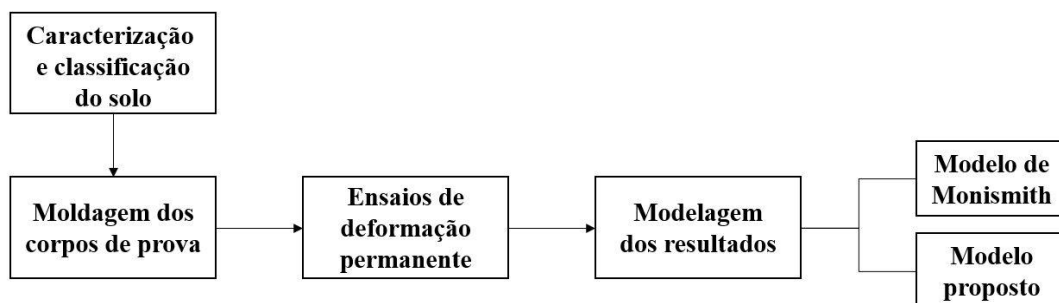 Caracterização
e classificação
do solo
Moldagem dos
corpos de prova
Ensaios de
deformação
permanente
Modelagem
dos resultados
Modelo de
Monismith
Modelo
proposto